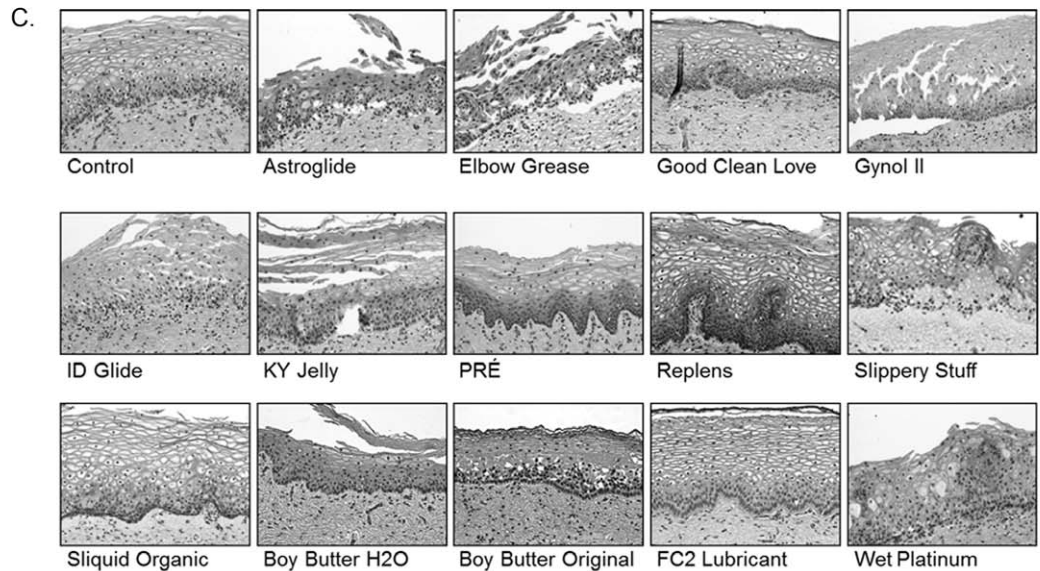 C.
Control
Astroglide
Elbow Grease
Good Clean Love
Gynol II
ID Glide
KY Jelly
PRÉ
Replens
Slippery Stuff
Sliquid Organic
Boy Butter H2O
Boy Butter Original
FC2 Lubricant
Wet Platinum